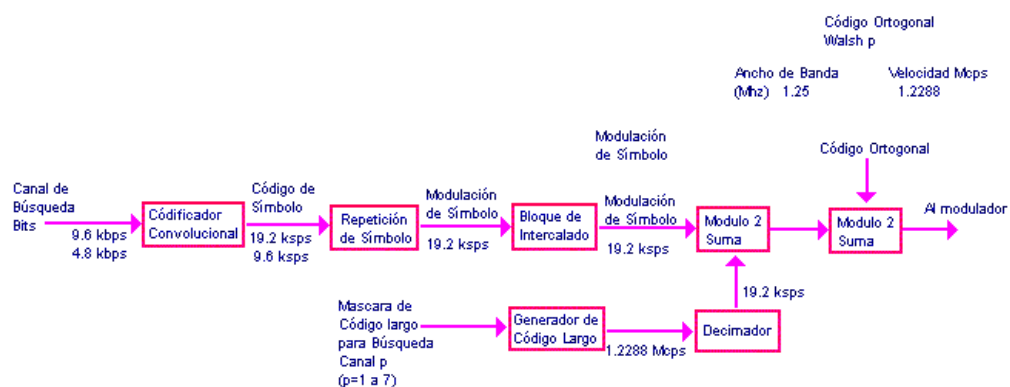 Código Ortogonal
Walsh p
Ancho de Banda
(Mhz) 1.25
Velocidad Mcps
1.2288
Modulación
de Símbolo
Código Ortogonal
Canal de
Búsqueda
Bits
9.6 kbps
4.8 kbps
Códificador
Convolucional
Código de
Símbolo
19.2 ksps
9.6 ksps
Repetición
de Símbolo
Modulación
de Símbolo
19.2 ksps
Bloque de
Intercalado
Modulación
de Símbolo
19.2 ksps
Modulo 2
Suma
Modulo 2
Suma
Al modulador
19.2 ksps
Mascara de
Código largo
para Búsqueda
Canal p
(p=1 a 7)
Generador de
Código Largo
1.2288 Mcps
Decimador